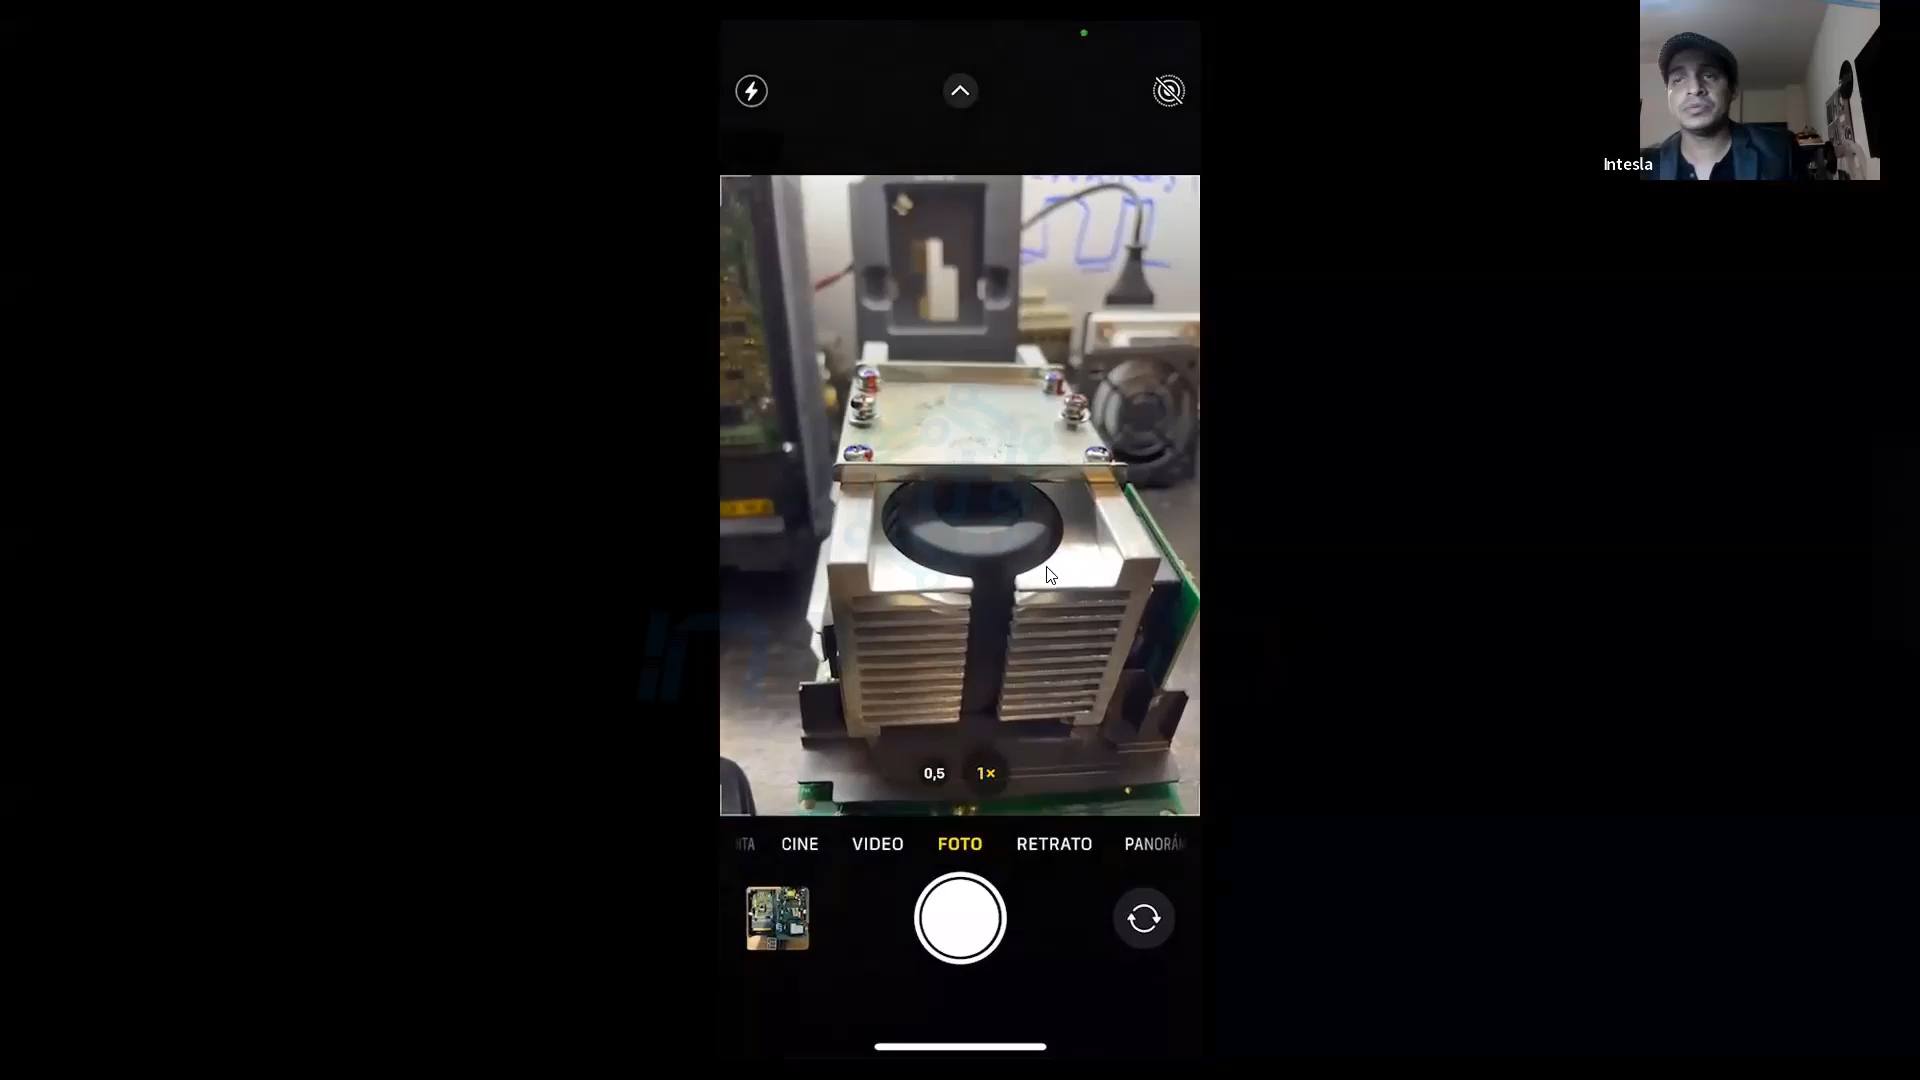 Intesla
0,5
1×
CINE
VIDEO
FOTO
RETRATO